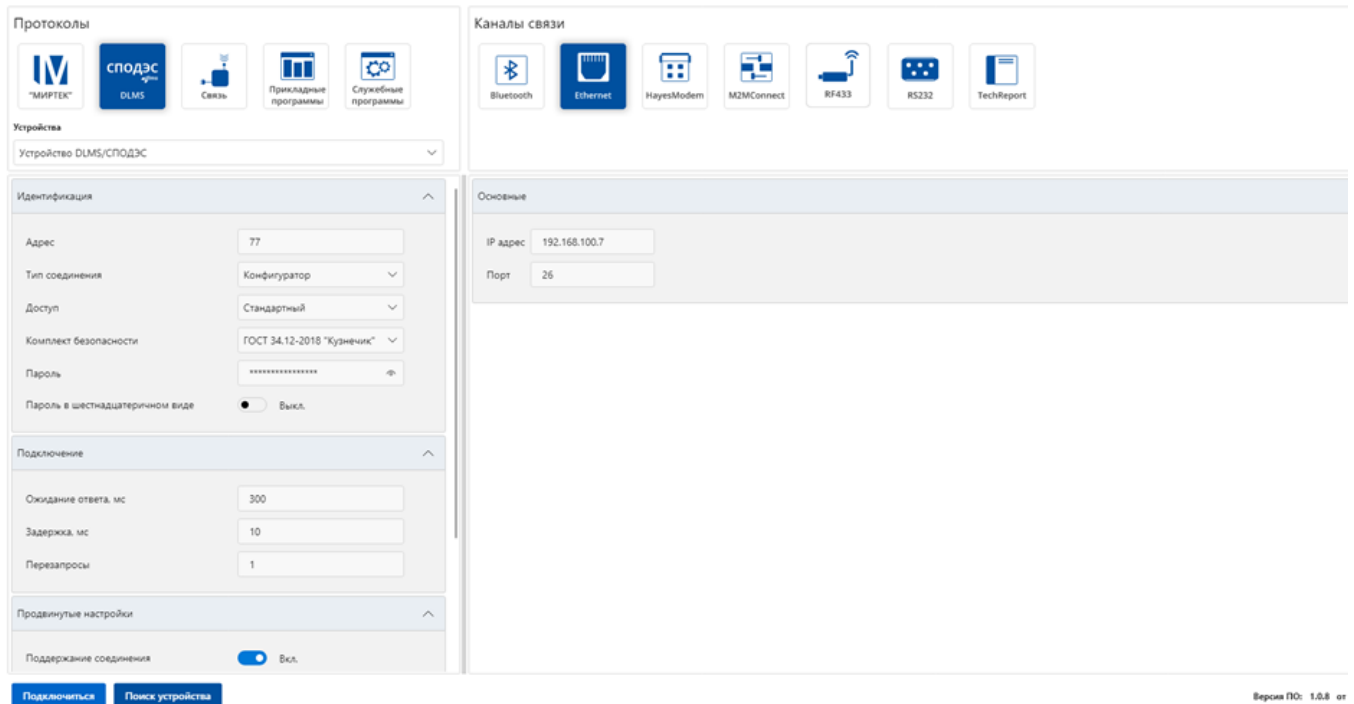 Протоколы
"МИРТЕК"
СПОДЭС
DLMS
Связь
Прикладные
программы
Служебные
программы
Устройства
Устройство DLMS/СПОДЭС
Каналы связи
Bluetooth
Ethernet
HayesModem
M2MConnect
RF433
RS232
TechReport
Идентификация
Адрес 77
Тип соединения Конфигуратор
Доступ Стандартный
Комплект безопасности ГОСТ 34.12-2018 "Кузнечик"
Пароль ****************
Пароль в шестнадцатеричном виде Выкл.
Подключение
Ожидание ответа, мс 300
Задержка, мс 10
Перезапросы 1
Продвинутые настройки
Поддержание соединения Вкл.
Основные
IP адрес 192.168.100.7
Порт 26
Подключиться
Поиск устройства
Версия ПО: 1.0.8 от